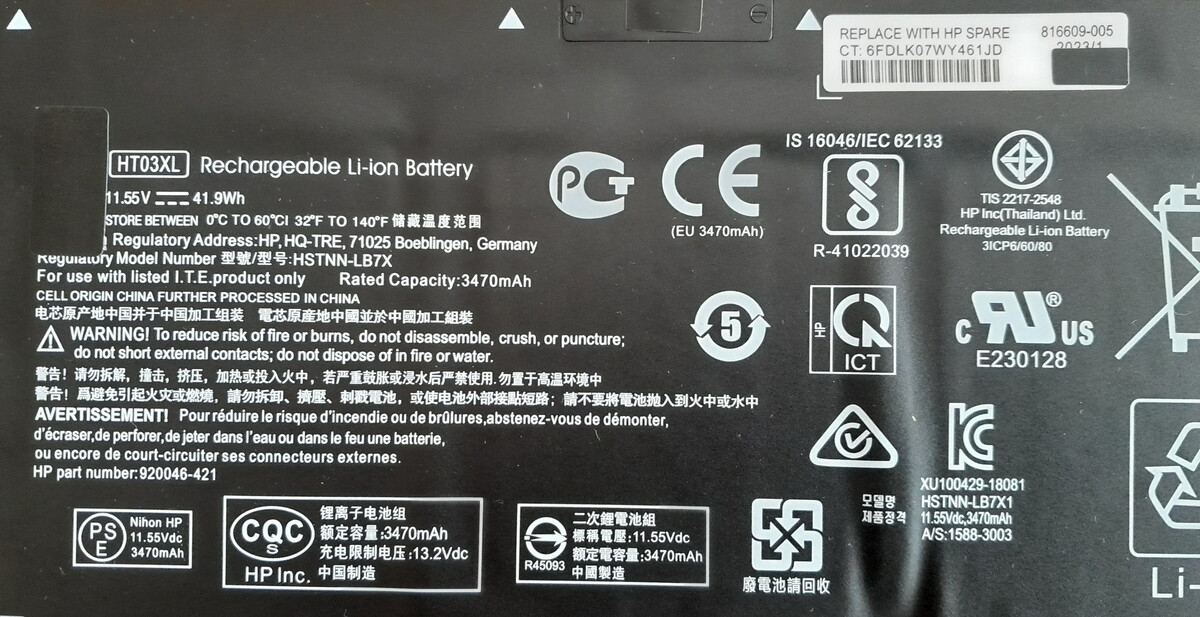 REPLACE WITH HP SPARE 816609-005
CT: 6FDLK07WY461JD
HT03XL Rechargeable Li-ion Battery
11.55V 41.9Wh
STORE BETWEEN 0°C TO 60°CI 32°F TO 140°F 储藏温度范围
Regulatory Address:HP, HQ-TRE, 71025 Boeblingen, Germany
Regulatory Model Number 型號/型号:HSTNN-LB7X
For use with listed I.T.E.product only Rated Capacity:3470mAh
CELL ORIGIN CHINA FURTHER PROCESSED IN CHINA
电芯原产地中国并于中国加工组装 電芯原産地中國並於中國加工組裝
WARNING! To reduce risk of fire or burns, do not disassemble, crush, or puncture;
do not short external contacts; do not dispose of in fire or water.
警告! 请勿拆解，撞击，挤压，加热或投入火中，若严重鼓胀或浸水后严禁使用.勿置于高温环境中
警告! 爲避免引起火灾或燃燒，請勿拆卸、擠壓、刺戳電池，或使电池外部接點短路；請不要將電池抛入到火中或水中
AVERTISSEMENT! Pour réduire le risque d'incendie ou de brûlures,abstenez-vous de démonter,
d'écraser,de perforer,de jeter dans l'eau ou dans le feu une batterie,
ou encore de court-circuiter ses connecteurs externes.
HP part number:920046-421
PG
CE
(EU 3470mAh)
IS 16046/IEC 62133
R-41022039
TIS 2217-2548
HP Inc(Thailand) Ltd.
Rechargeable Li-ion Battery
3ICP6/60/80
5
HP
ICT
c RU ® US
E230128
KC
XU100429-18081
모델명 HSTNN-LB7X1
제품정격 11.55Vdc,3470mAh
A/S:1588-3003
PSE
Nihon HP
11.55Vdc
3470mAh
CQC
S
HP Inc.
锂离子电池组
额定容量:3470mAh
充电限制电压:13.2Vdc
中国制造
R45093
二次鋰電池組
標稱電壓:11.55Vdc
額定電容量:3470mAh
中國製造
廢電池請回收
Li-